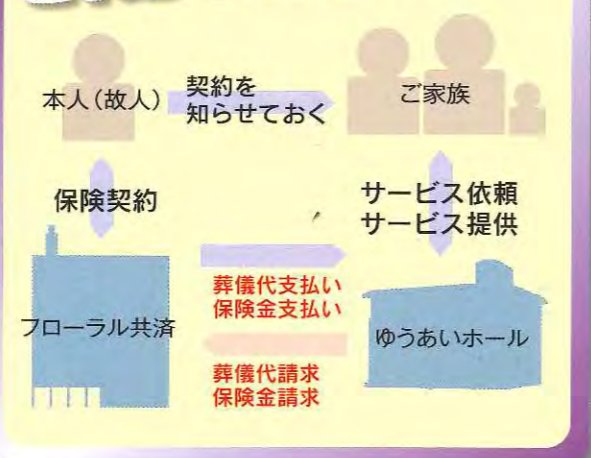 本人(故人)
契約を
知らせておく
ご家族
保険契約
サービス依頼
サービス提供
葬儀代支払い
保険金支払い
フローラル共済
ゆうあいホール
葬儀代請求
保険金請求